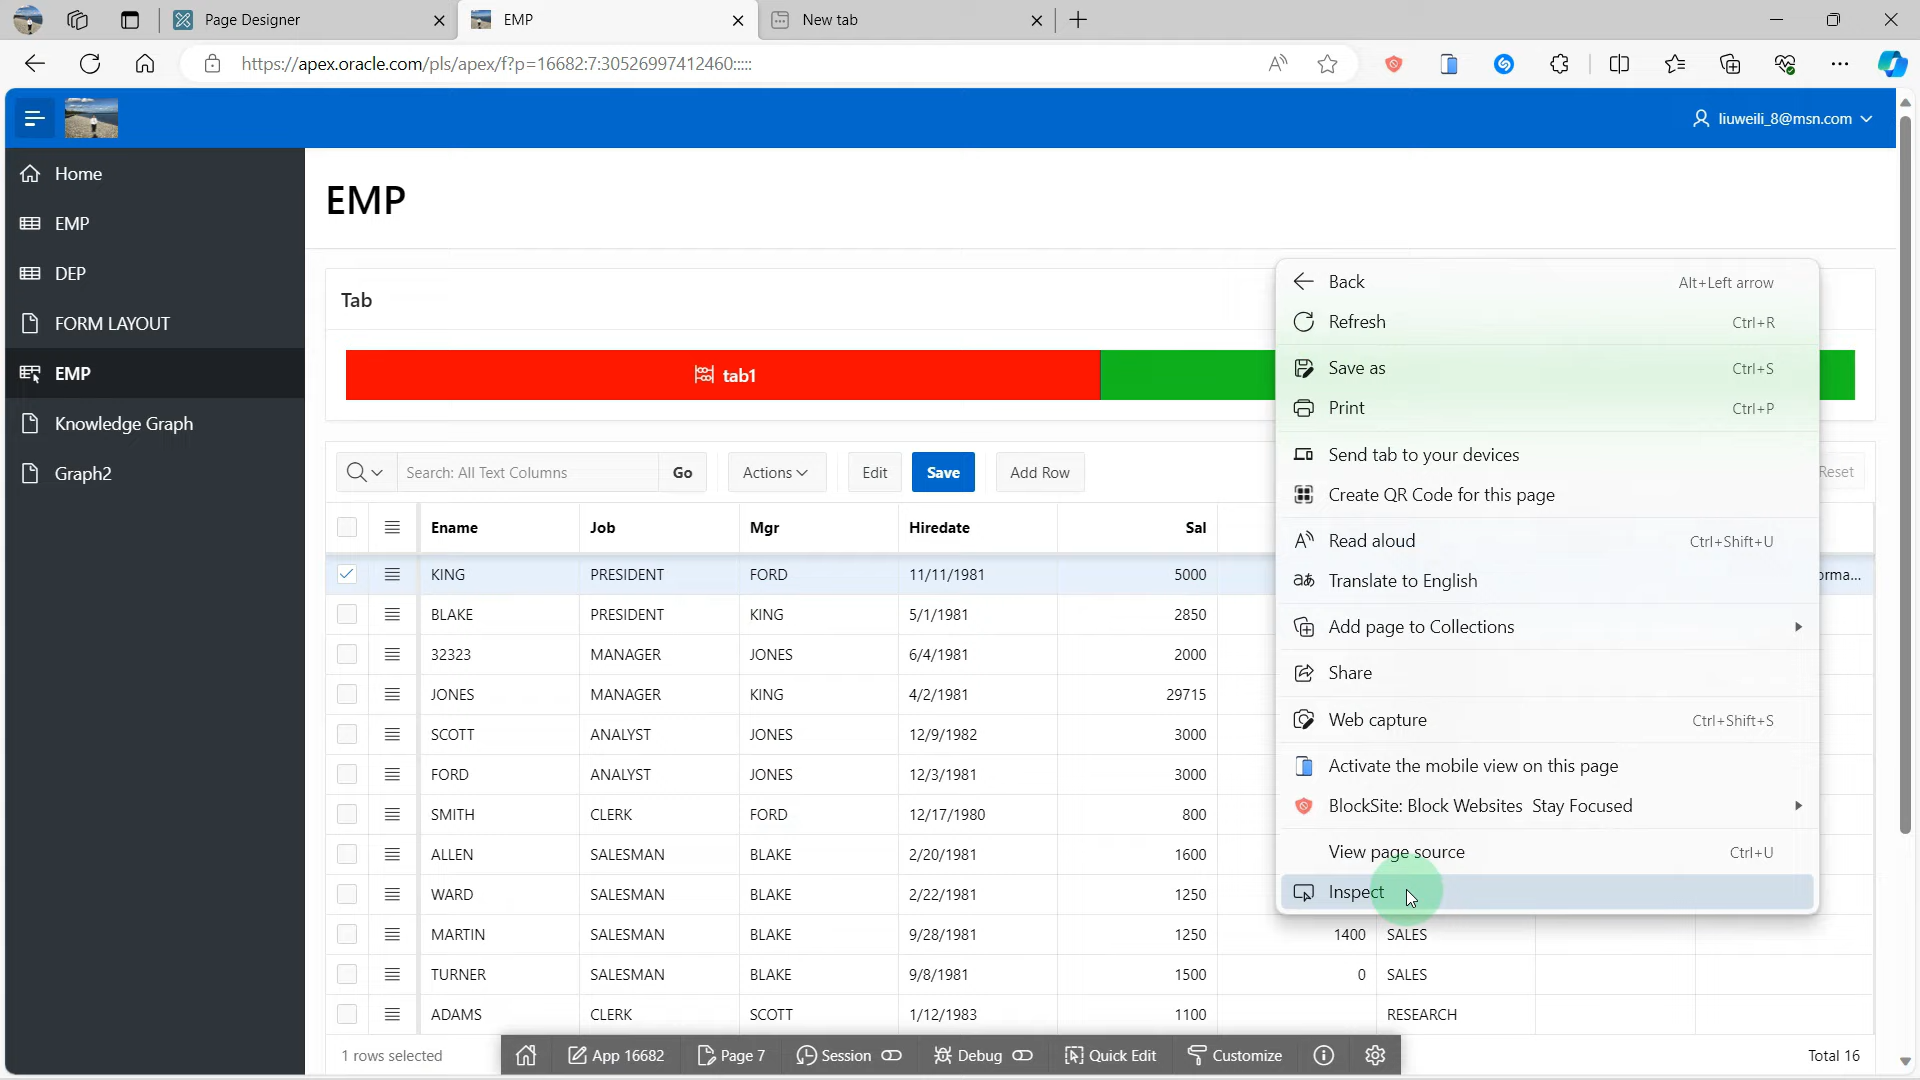 Page Designer
EMP
New tab
https://apex.oracle.com/pls/apex/f?p=16682:7:30526997412460:::::
liuweili_8@msn.com
Home
EMP
DEP
FORM LAYOUT
EMP
Knowledge Graph
Graph2
EMP
Tab
tab1
Search: All Text Columns
Go
Actions
Edit
Save
Add Row
Reset
Ename Job Mgr Hiredate Sal
KING PRESIDENT FORD 11/11/1981 5000 orma...
BLAKE PRESIDENT KING 5/1/1981 2850
32323 MANAGER JONES 6/4/1981 2000
JONES MANAGER KING 4/2/1981 29715
SCOTT ANALYST JONES 12/9/1982 3000
FORD ANALYST JONES 12/3/1981 3000
SMITH CLERK FORD 12/17/1980 800
ALLEN SALESMAN BLAKE 2/20/1981 1600
WARD SALESMAN BLAKE 2/22/1981 1250
MARTIN SALESMAN BLAKE 9/28/1981 1250 1400 SALES
TURNER SALESMAN BLAKE 9/8/1981 1500 0 SALES
ADAMS CLERK SCOTT 1/12/1983 1100 RESEARCH
1 rows selected
Total 16
Back Alt+Left arrow
Refresh Ctrl+R
Save as Ctrl+S
Print Ctrl+P
Send tab to your devices
Create QR Code for this page
Read aloud Ctrl+Shift+U
Translate to English
Add page to Collections
Share
Web capture Ctrl+Shift+S
Activate the mobile view on this page
BlockSite: Block Websites Stay Focused
View page source Ctrl+U
Inspect
App 16682
Page 7
Session
Debug
Quick Edit
Customize